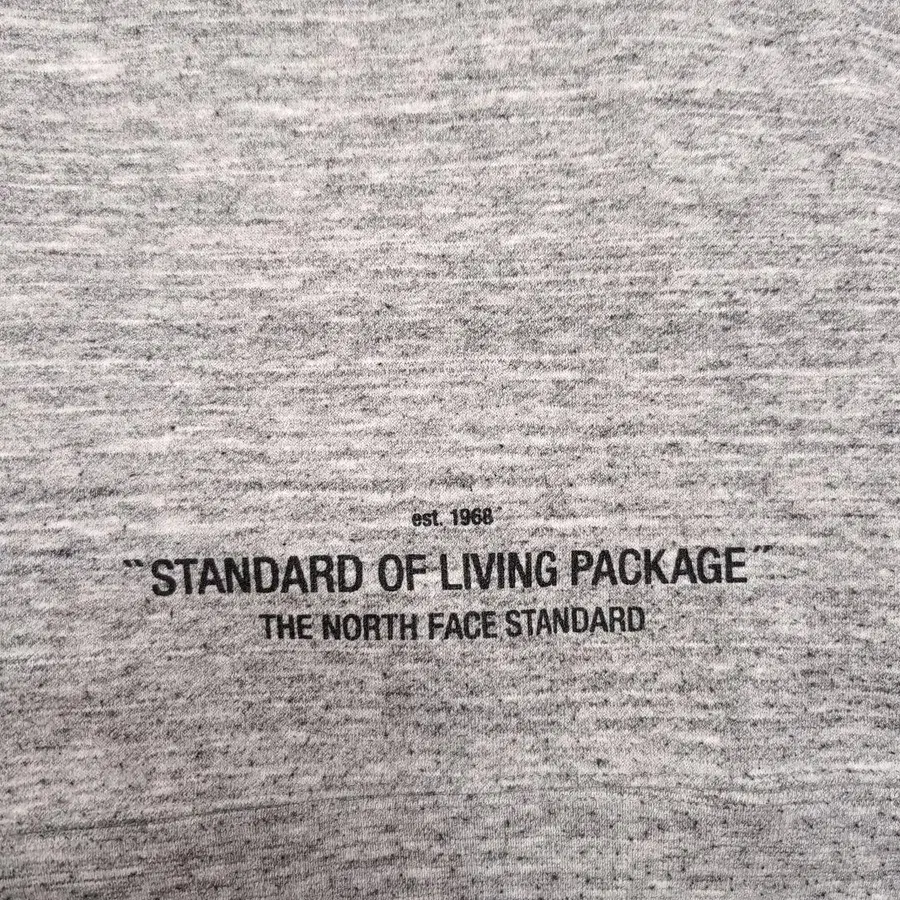 est. 1968
"STANDARD OF LIVING PACKAGE"
THE NORTH FACE STANDARD